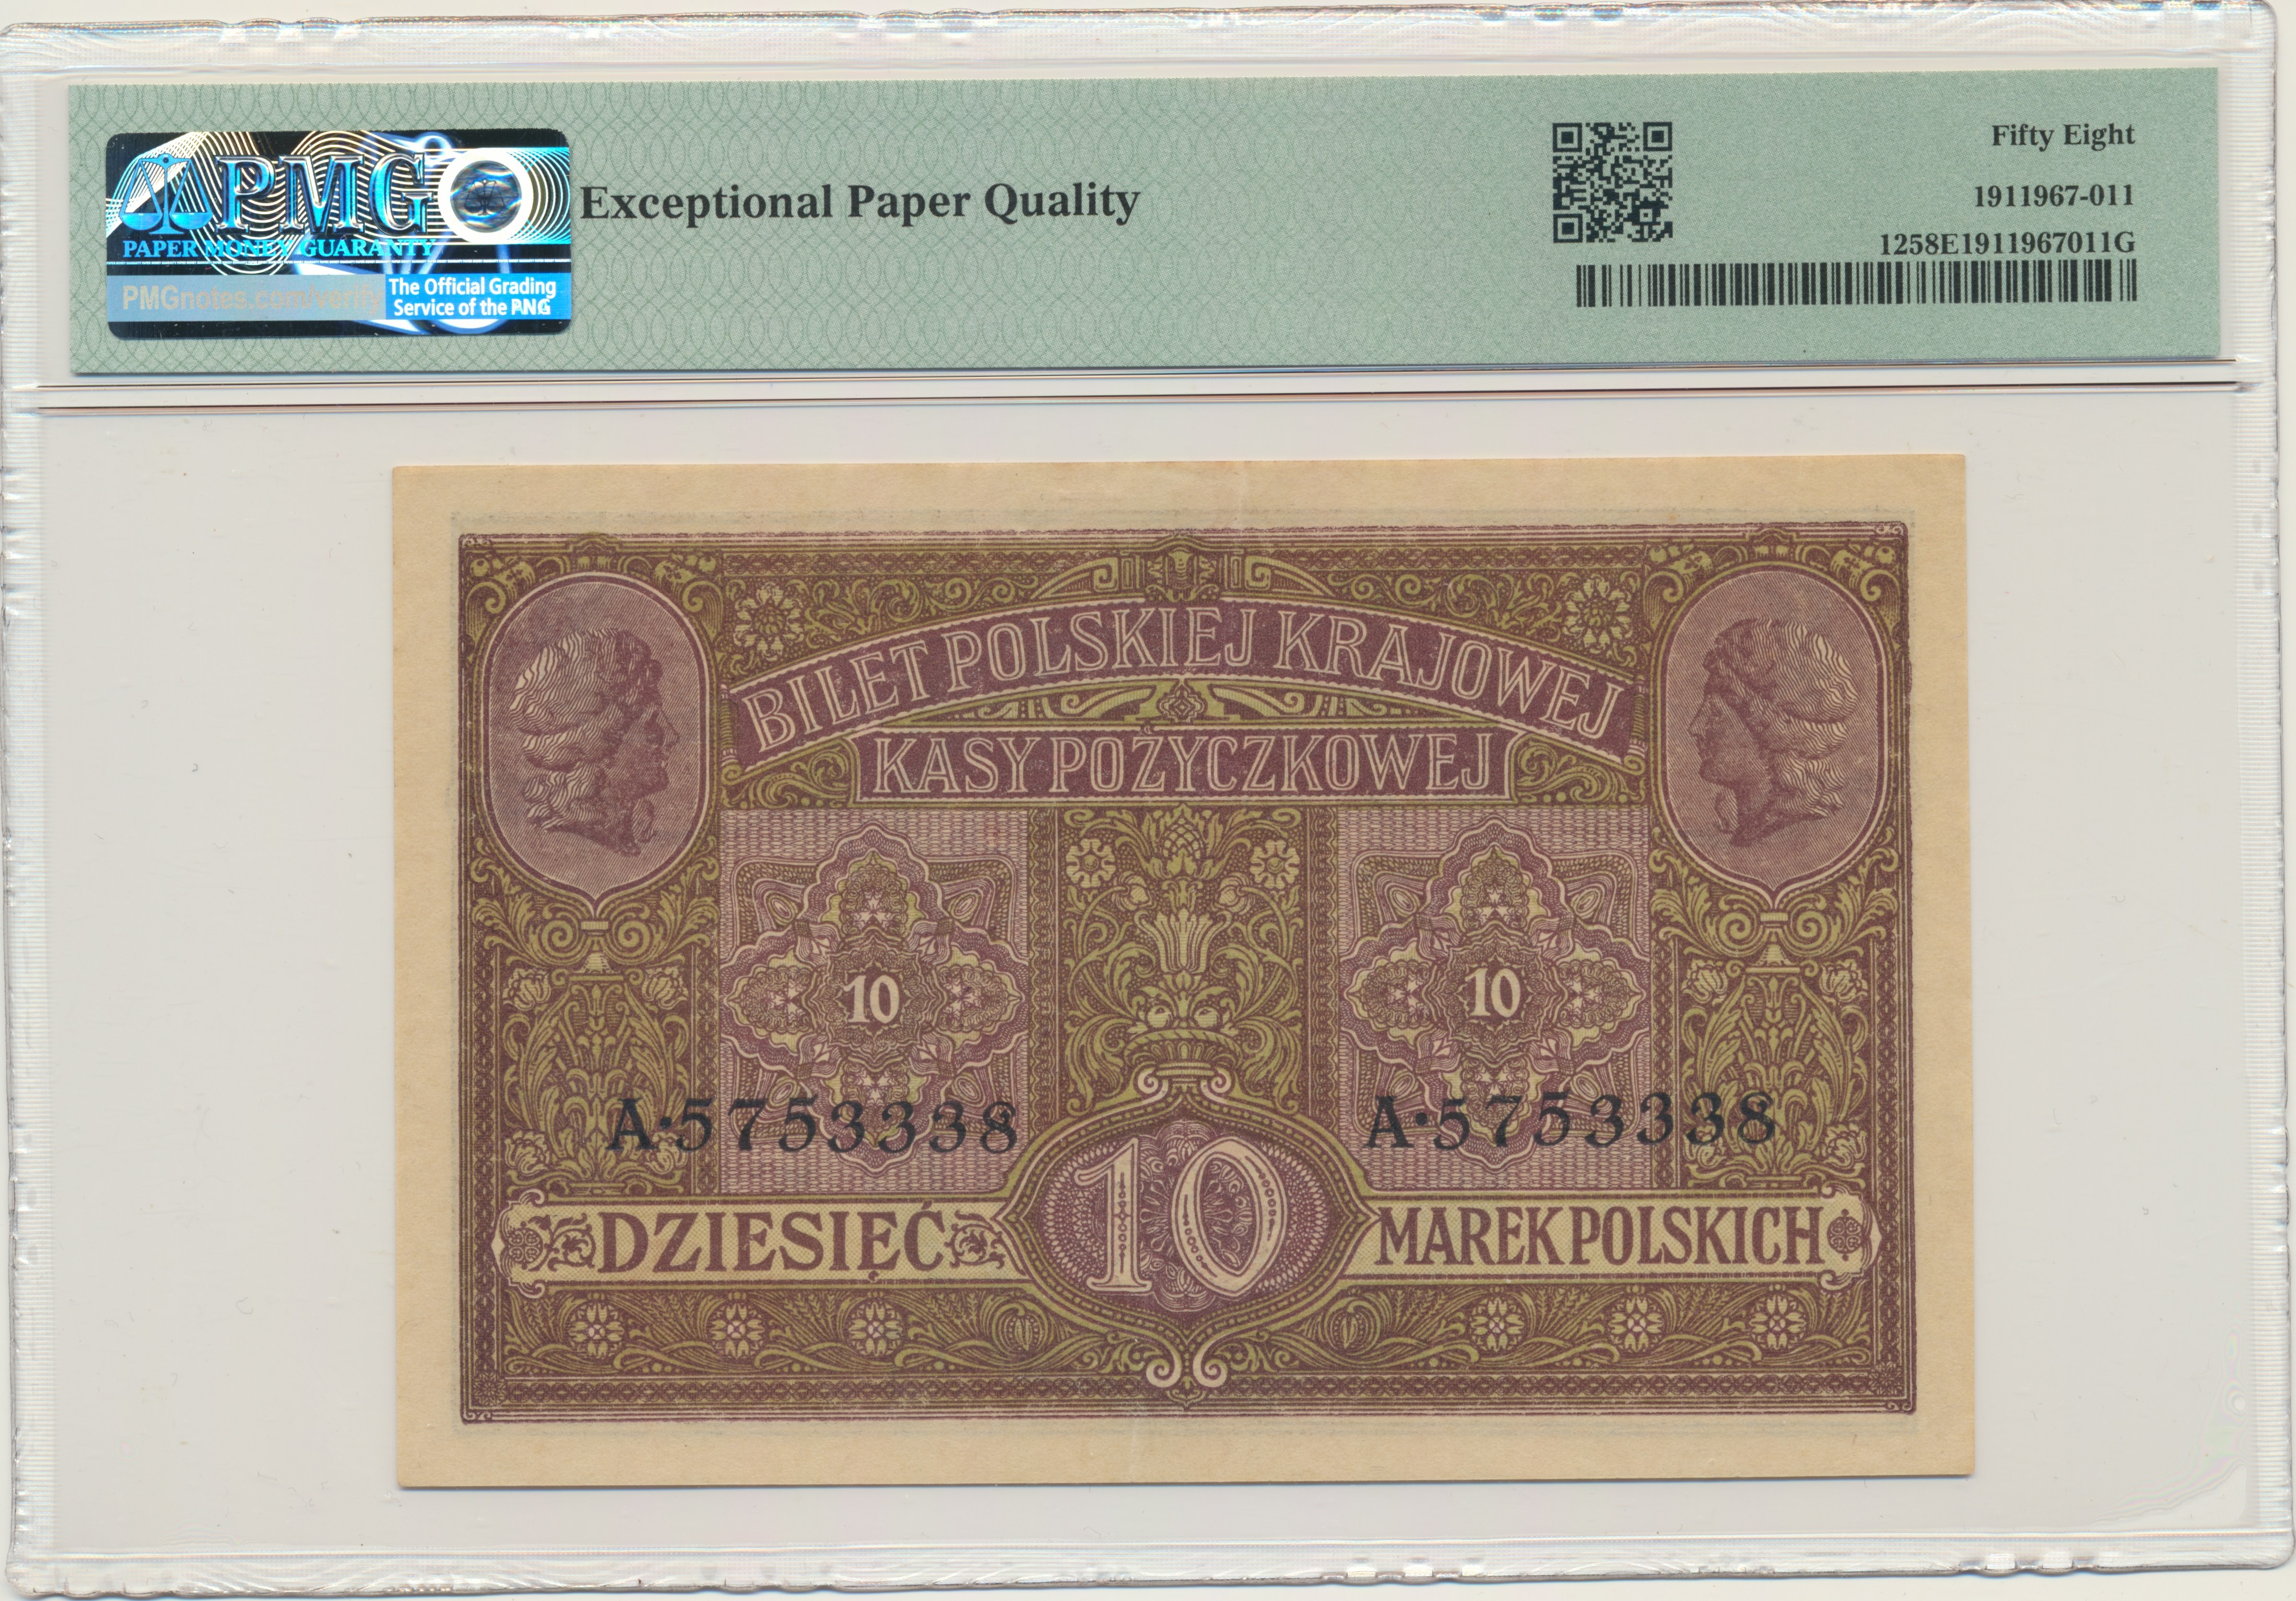 PMG
PAPER MONEY GUARANTY
PMGnotes.com/verify
The Official Grading
Service of the PNG
Exceptional Paper Quality
Fifty Eight
1911967-011
1258E1911967011G
BILET POLSKIEJ KRAJOWEJ
KASY POŻYCZKOWEJ
10 10
A·5753338 A·5753338
DZIESIĘĆ 10 MAREK POLSKICH